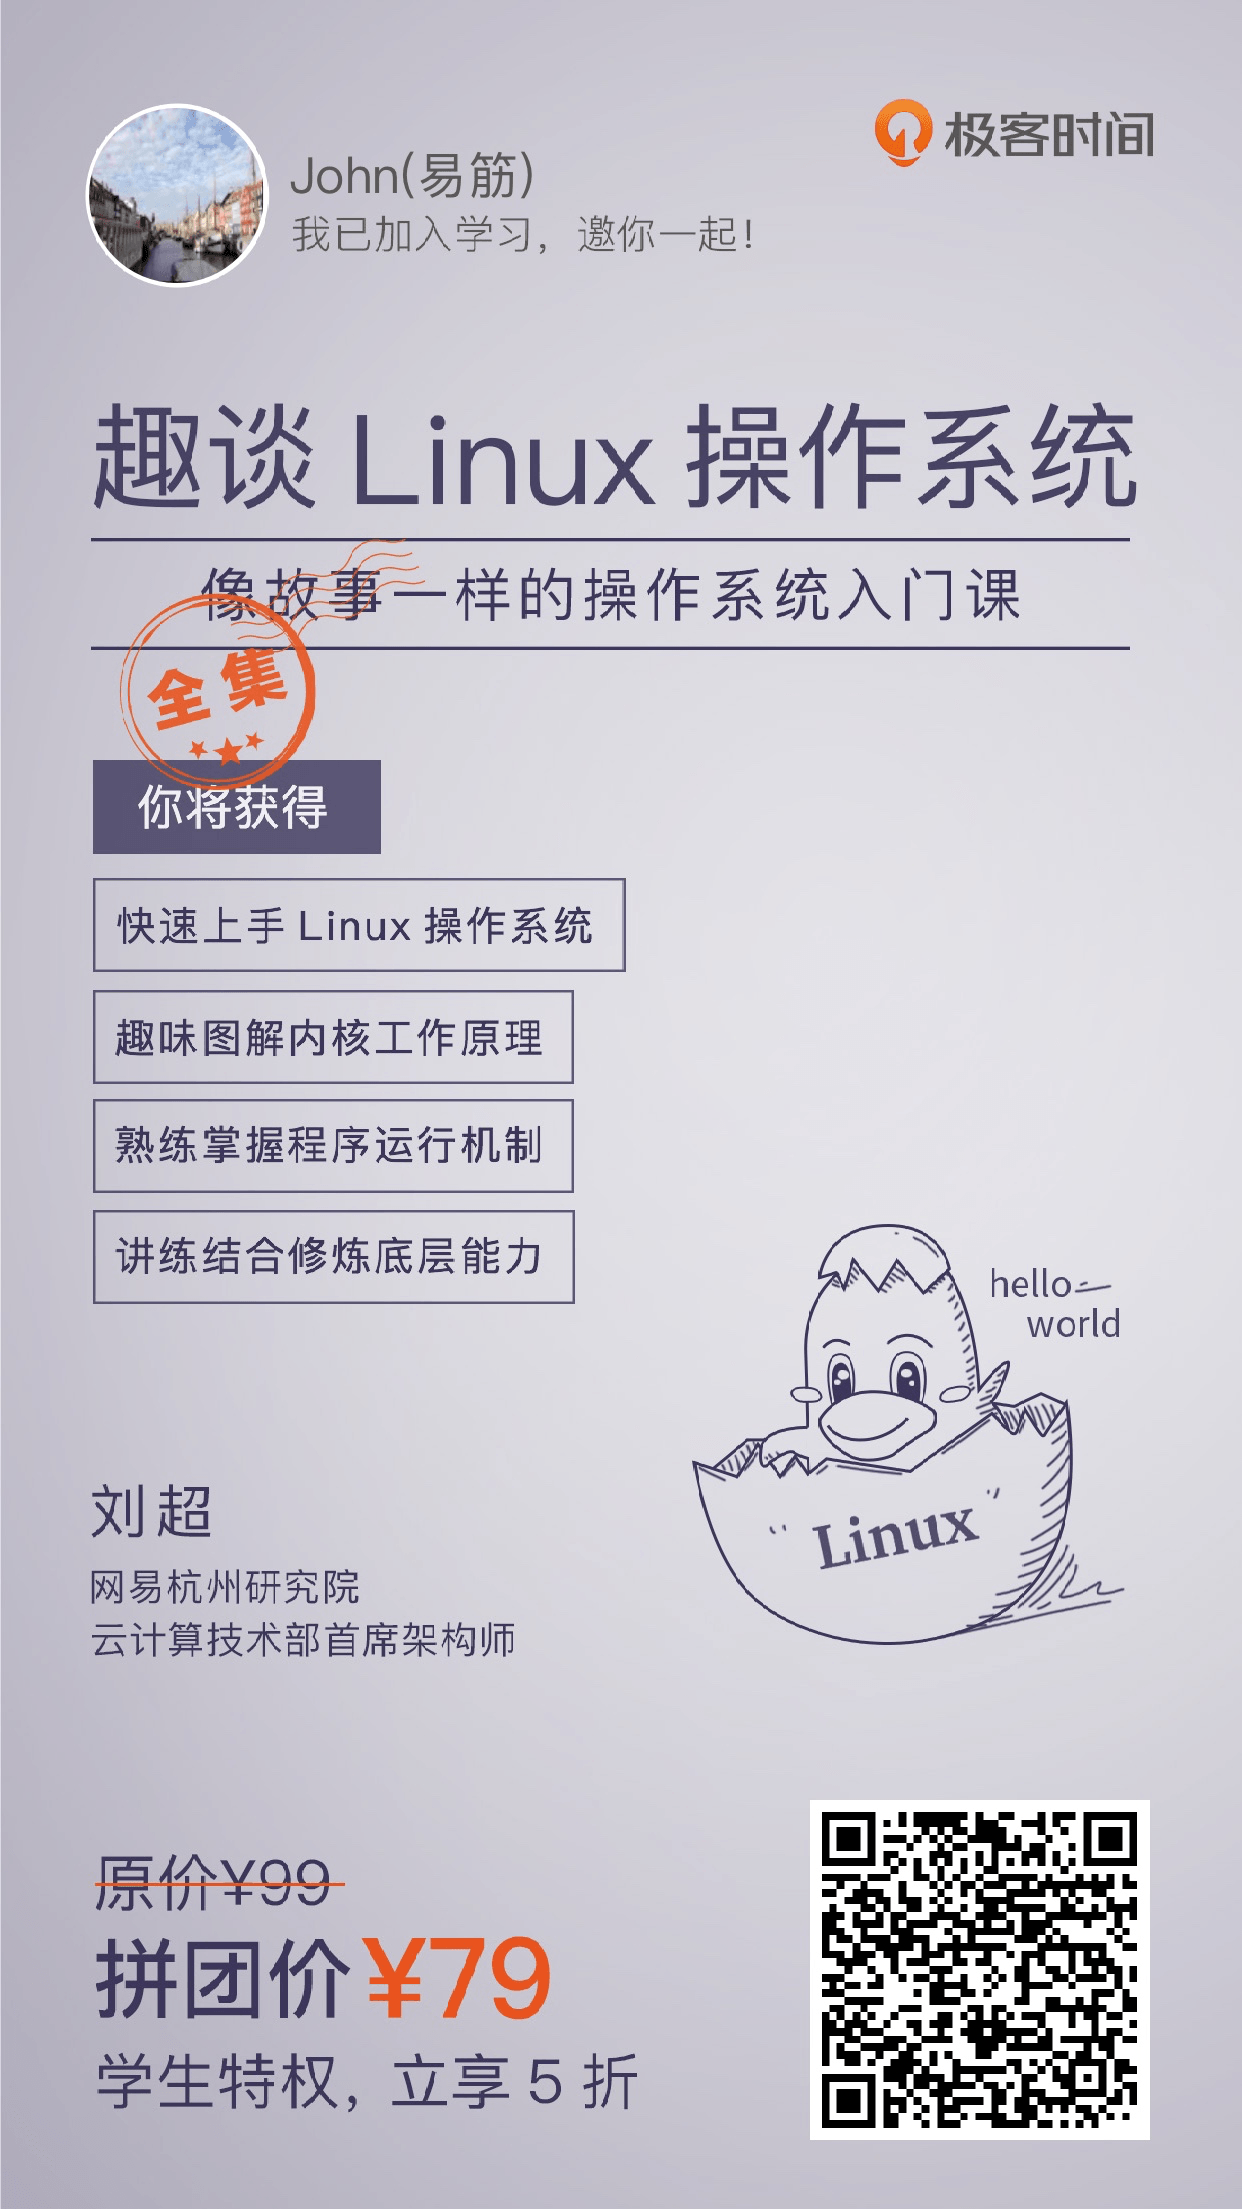 极客时间
John(易筋)
我已加入学习，邀你一起！
趣谈 Linux 操作系统
像故事一样的操作系统入门课
全集
你将获得
快速上手 Linux 操作系统
趣味图解内核工作原理
熟练掌握程序运行机制
讲练结合修炼底层能力
hello
world
"Linux"
刘超
网易杭州研究院
云计算技术部首席架构师
原价¥99
拼团价¥79
学生特权，立享 5 折